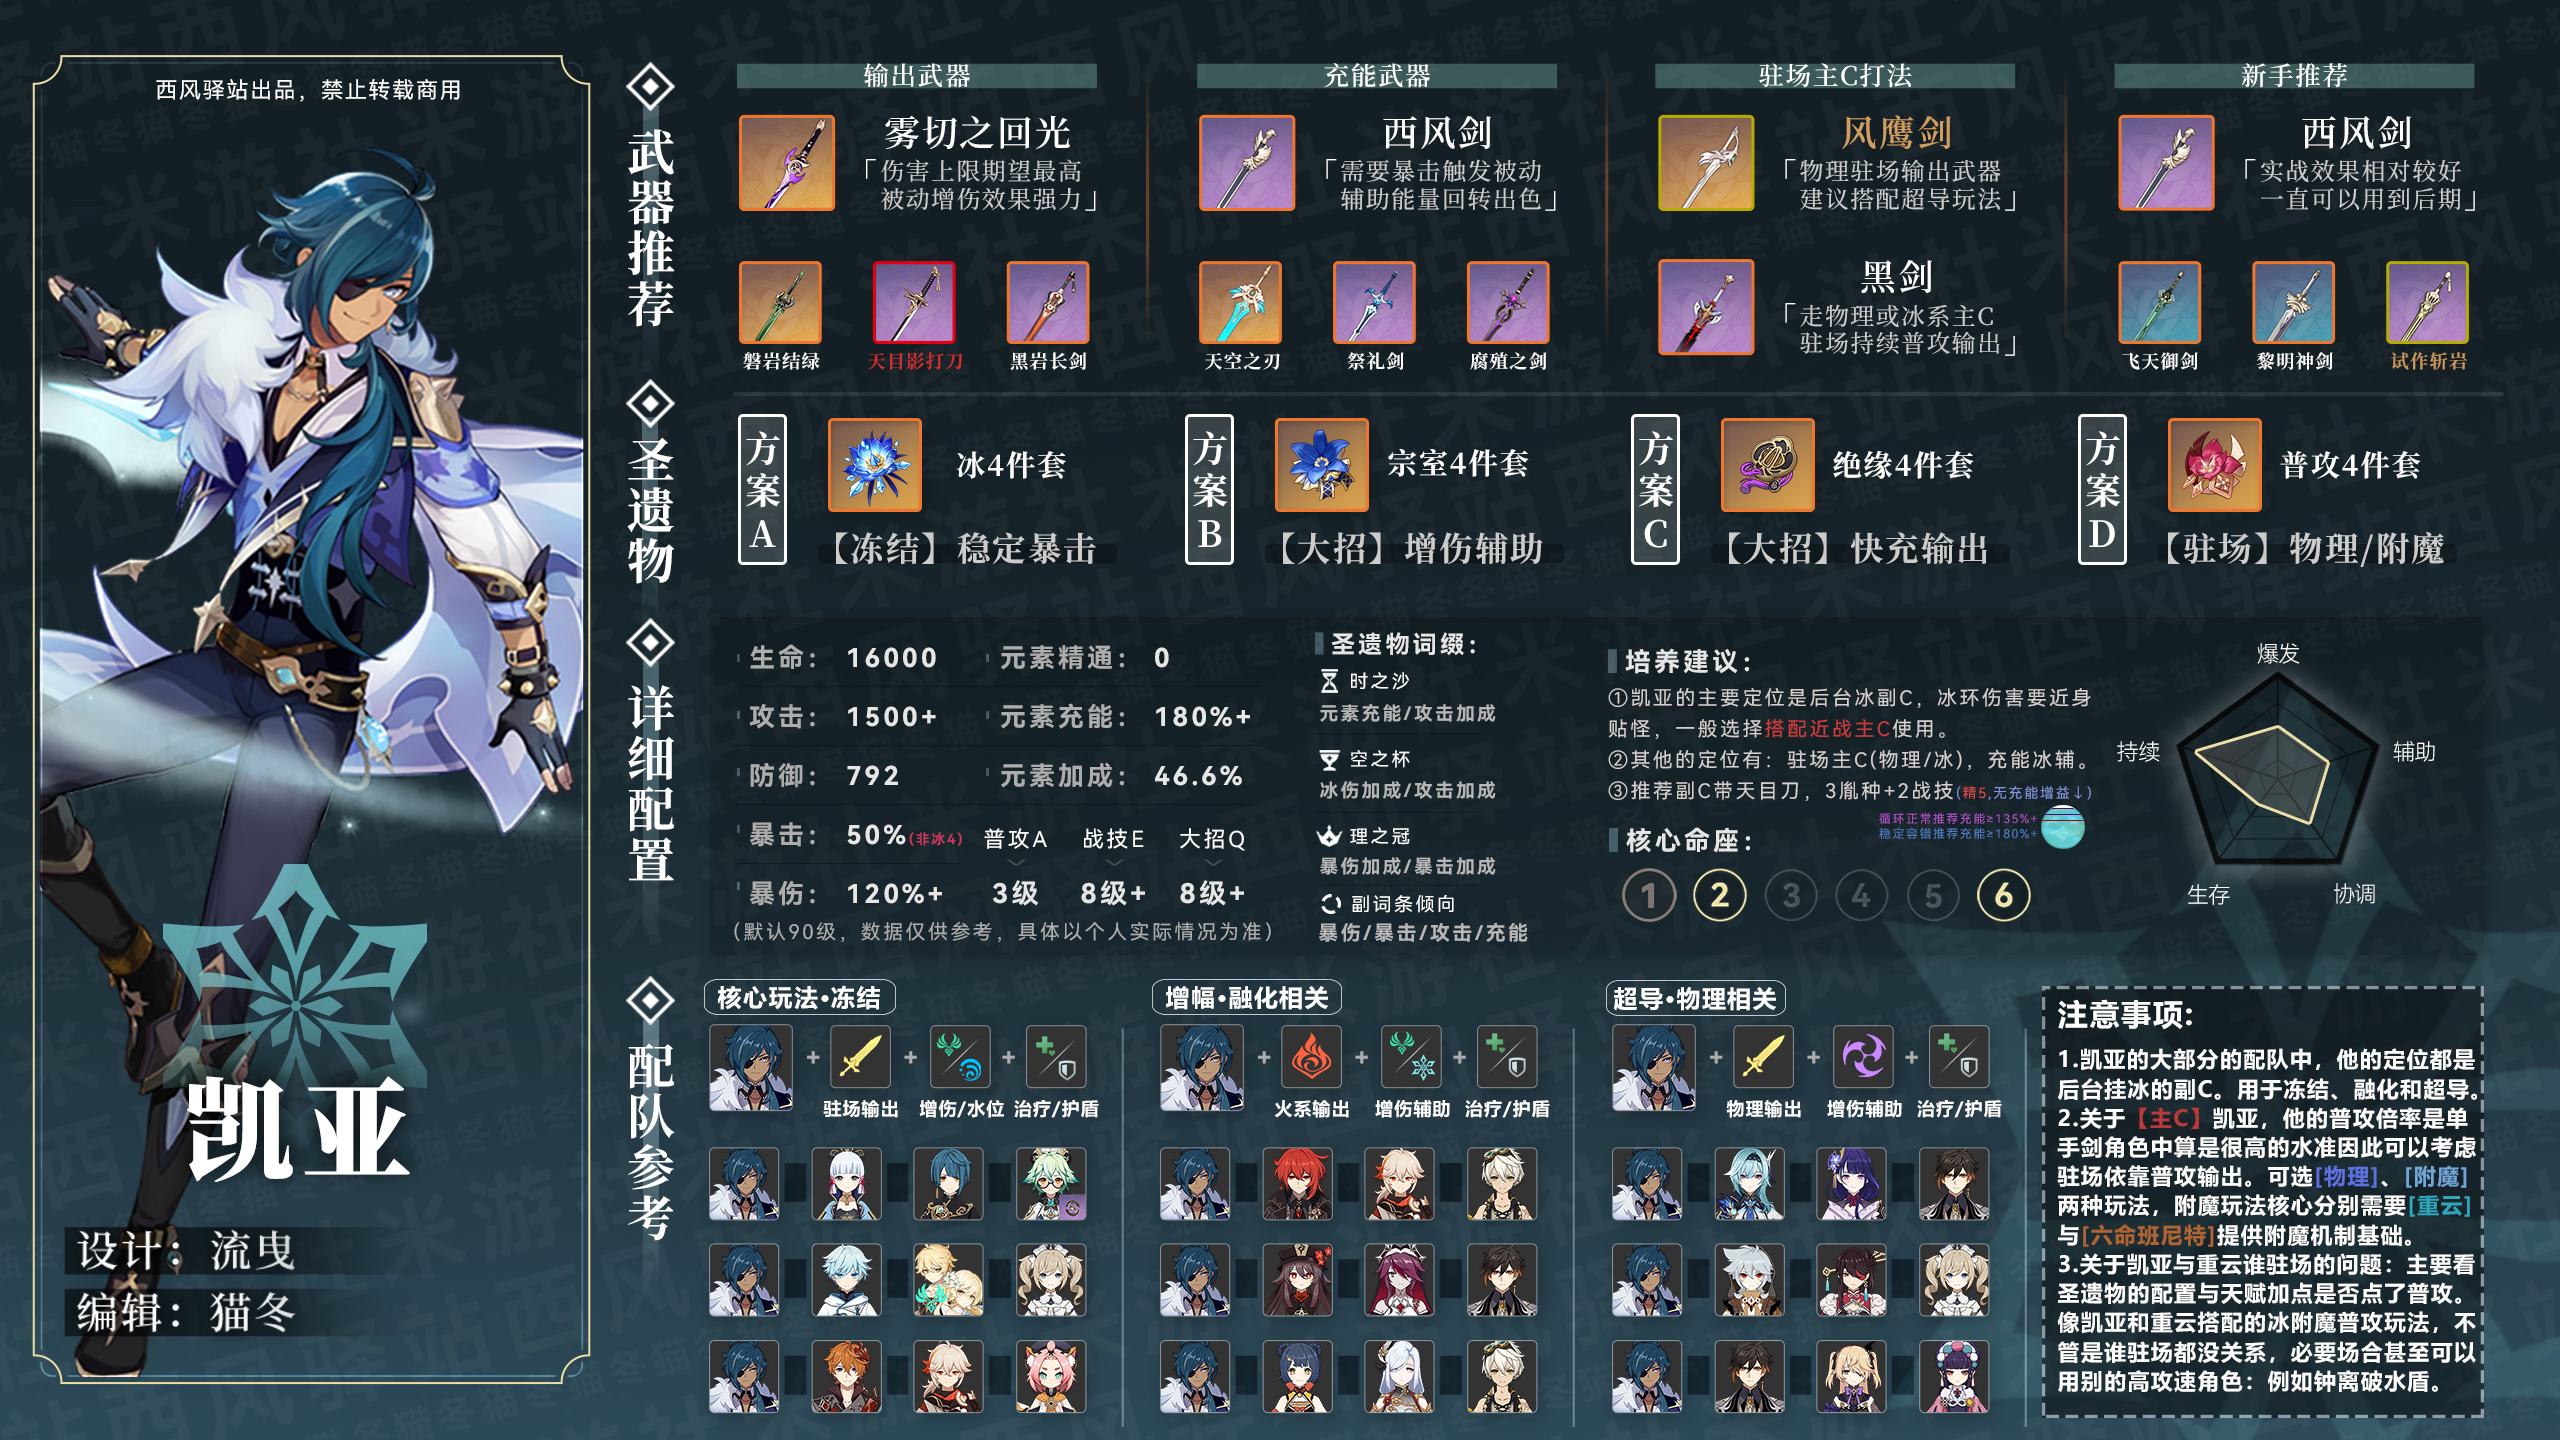 西风驿站出品，禁止转载商用
凯亚
设计：流曳
编辑：猫冬
武器推荐
输出武器
雾切之回光
「伤害上限期望最高
被动增伤效果强力」
磐岩结绿
天目影打刀
黑岩长剑
充能武器
西风剑
「需要暴击触发被动
辅助能量回转出色」
天空之刃
祭礼剑
腐殖之剑
驻场主C打法
风鹰剑
「物理驻场输出武器
建议搭配超导玩法」
黑剑
「走物理或冰系主C
驻场持续普攻输出」
新手推荐
西风剑
「实战效果相对较好
一直可以用到后期」
飞天御剑
黎明神剑
试作斩岩
圣遗物
方案A
冰4件套
【冻结】稳定暴击
方案B
宗室4件套
【大招】增伤辅助
方案C
绝缘4件套
【大招】快充输出
方案D
普攻4件套
【驻场】物理/附魔
详细配置
生命： 16000 元素精通： 0
攻击： 1500+ 元素充能： 180%+
防御： 792 元素加成： 46.6%
暴击： 50%(非冰4) 普攻A 战技E 大招Q
暴伤： 120%+ 3级 8级+ 8级+
(默认90级，数据仅供参考，具体以个人实际情况为准)
圣遗物词缀：
时之沙
元素充能/攻击加成
空之杯
冰伤加成/攻击加成
理之冠
暴伤加成/暴击加成
副词条倾向
暴伤/暴击/攻击/充能
培养建议：
①凯亚的主要定位是后台冰副C，冰环伤害要近身
贴怪，一般选择搭配近战主C使用。
②其他的定位有：驻场主C(物理/冰)，充能冰辅。
③推荐副C带天目刀，3胤种+2战技(精5,无充能增益↓)
循环正常推荐充能≥135%+
稳定容错推荐充能≥180%+
核心命座：
1 2 3 4 5 6
爆发
辅助
协调
生存
持续
配队参考
核心玩法·冻结
驻场输出 增伤/水位 治疗/护盾
增幅·融化相关
火系输出 增伤辅助 治疗/护盾
超导·物理相关
物理输出 增伤辅助 治疗/护盾
注意事项:
1.凯亚的大部分的配队中，他的定位都是
后台挂冰的副C。用于冻结、融化和超导。
2.关于【主C】凯亚，他的普攻倍率是单
手剑角色中算是很高的水准因此可以考虑
驻场依靠普攻输出。可选[物理]、[附魔]
两种玩法，附魔玩法核心分别需要[重云]
与[六命班尼特]提供附魔机制基础。
3.关于凯亚与重云谁驻场的问题：主要看
圣遗物的配置与天赋加点是否点了普攻。
像凯亚和重云搭配的冰附魔普攻玩法，不
管是谁驻场都没关系，必要场合甚至可以
用别的高攻速角色：例如钟离破水盾。